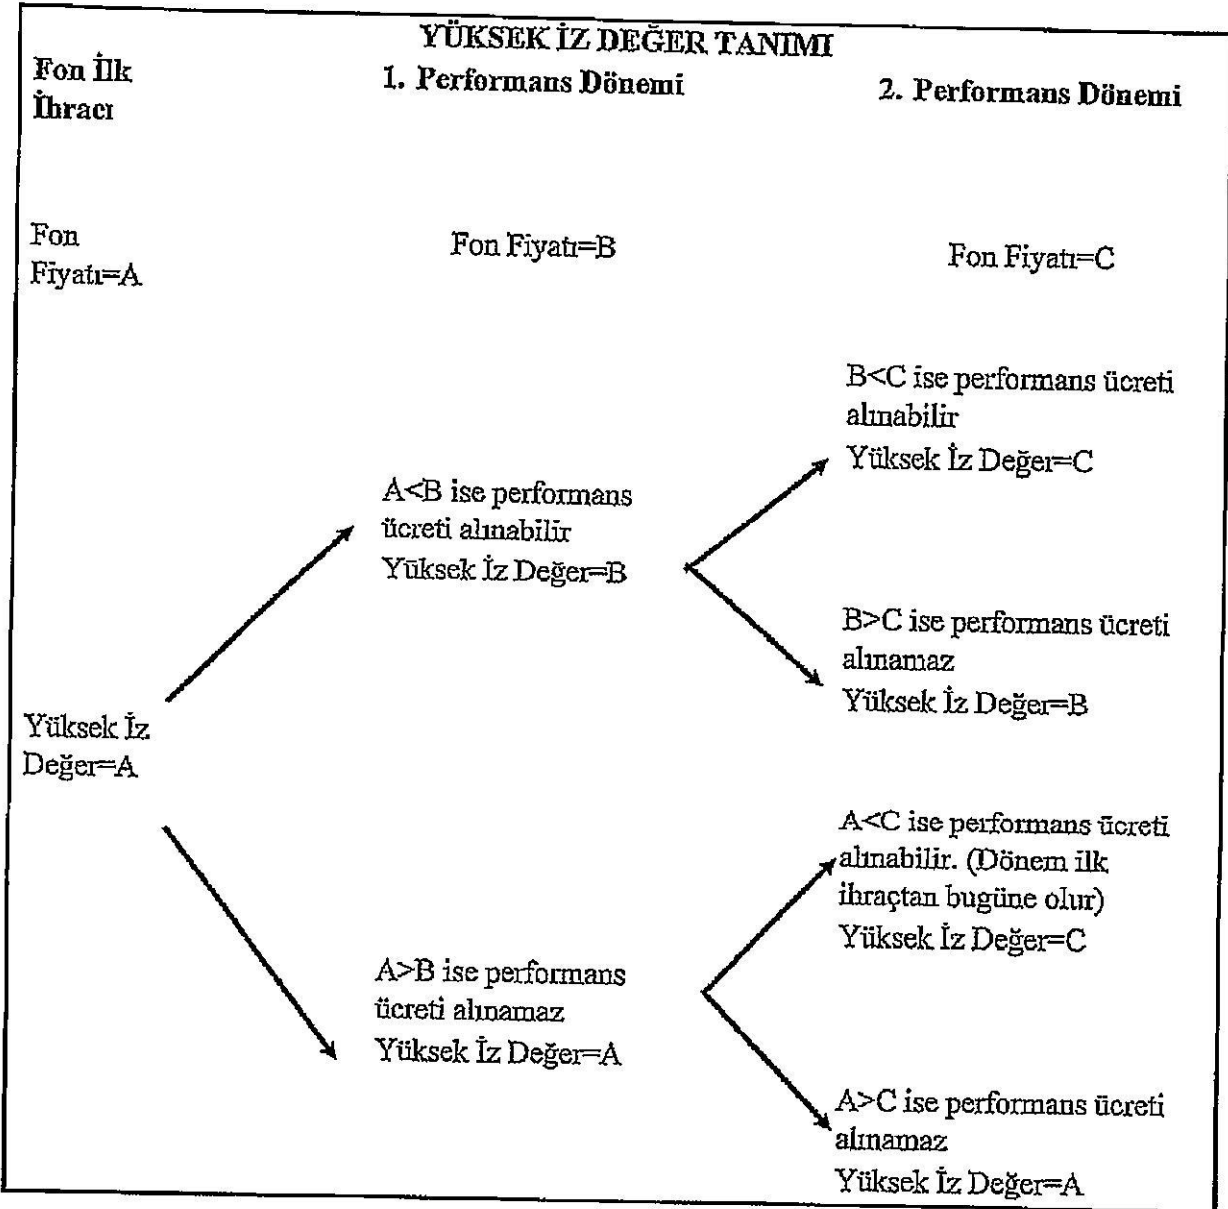 YÜKSEK İZ DEĞER TANIMI
Fon İlk
İhracı
1. Performans Dönemi
2. Performans Dönemi
Fon
Fiyatı=A
Fon Fiyatı=B
Fon Fiyatı=C
B<C ise performans ücreti
alınabilir
Yüksek İz Değer=C
A<B ise performans
ücreti alınabilir
Yüksek İz Değer=B
B>C ise performans ücreti
alınamaz
Yüksek İz Değer=B
Yüksek İz
Değer=A
A<C ise performans ücreti
alınabilir. (Dönem ilk
ihraçtan bugüne olur)
Yüksek İz Değer=C
A>B ise performans
ücreti alınamaz
Yüksek İz Değer=A
A>C ise performans ücreti
alınamaz
Yüksek İz Değer=A